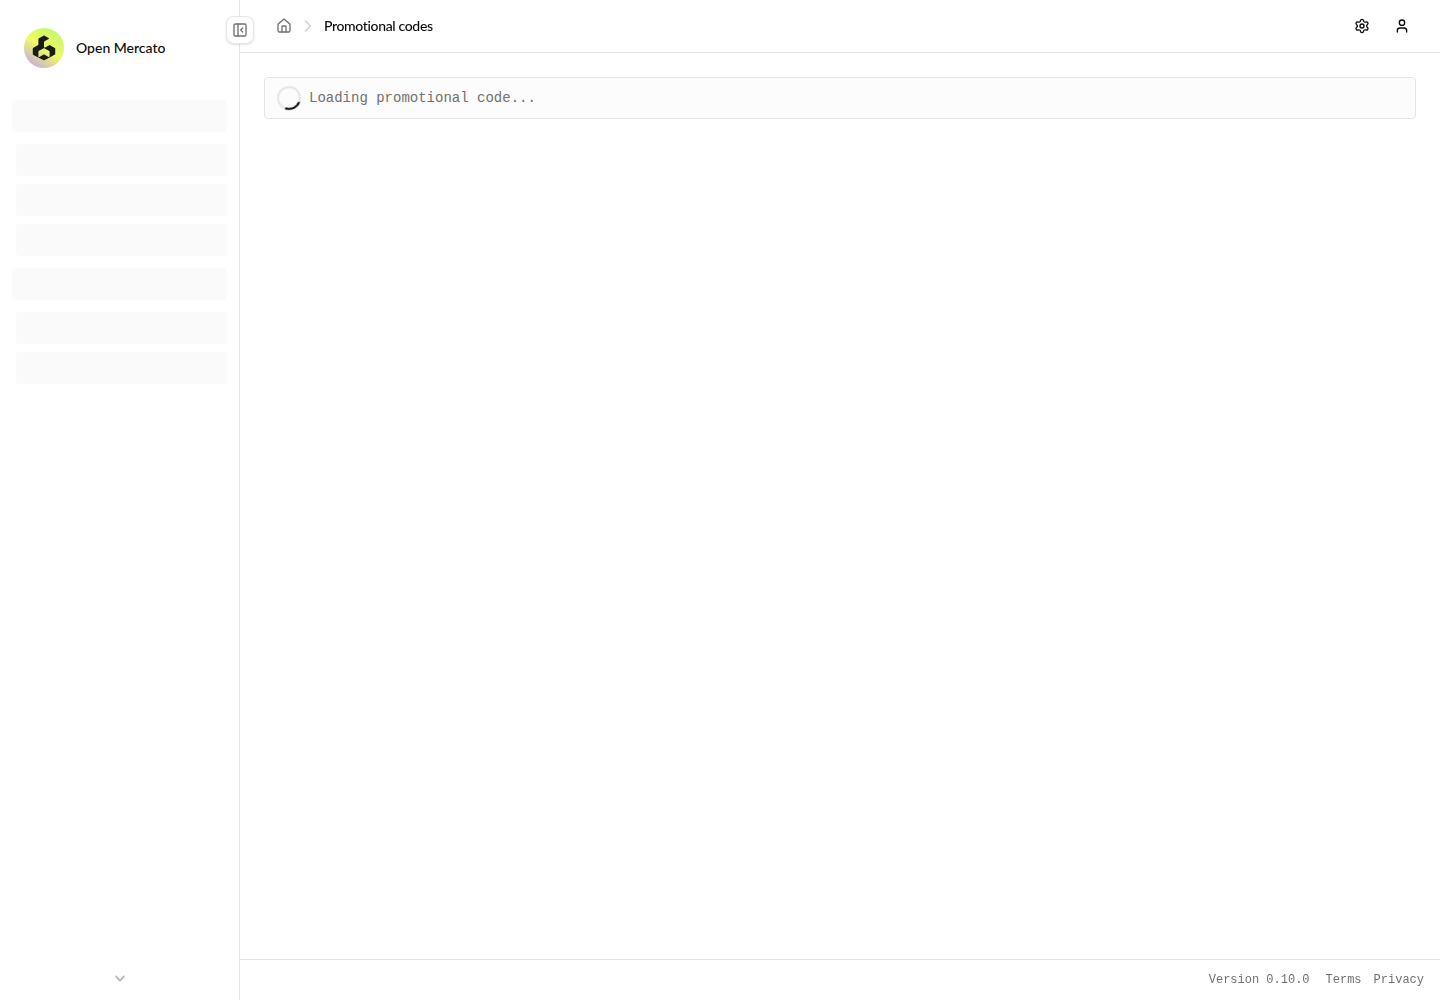 Open Mercato
Promotional codes
Loading promotional code...
Version 0.10.0 Terms Privacy